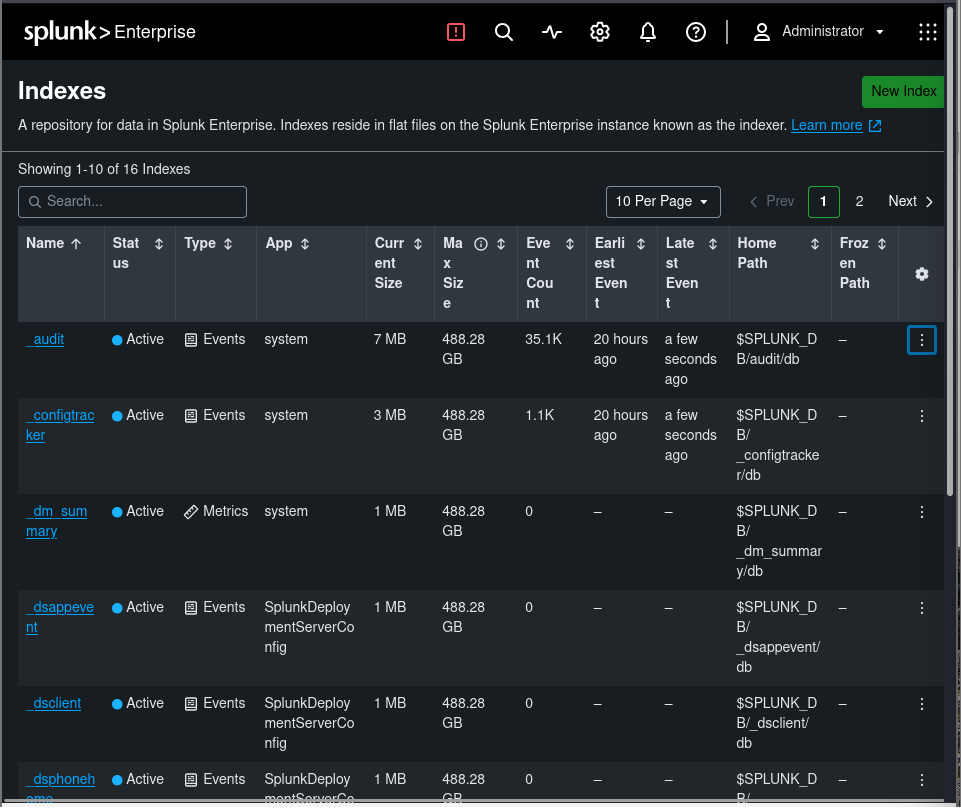 splunk> Enterprise
Administrator
Indexes
New Index
A repository for data in Splunk Enterprise. Indexes reside in flat files on the Splunk Enterprise instance known as the indexer. Learn more
Showing 1-10 of 16 Indexes
Search...
10 Per Page
Prev
1
2
Next
Name
Stat
us
Type
App
Curr
ent
Size
Ma
x
Siz
e
Eve
nt
Cou
nt
Earli
est
Even
t
Late
st
Even
t
Home
Path
Froz
en
Path
_audit
Active
Events
system
7 MB
488.28
GB
35.1K
20 hours
ago
a few
seconds
ago
$SPLUNK_D
B/audit/db
–
_configtrac
ker
Active
Events
system
3 MB
488.28
GB
1.1K
20 hours
ago
a few
seconds
ago
$SPLUNK_D
B/
_configtracke
r/db
–
_dm_sum
mary
Active
Metrics
system
1 MB
488.28
GB
0
–
–
$SPLUNK_D
B/
_dm_summar
y/db
–
_dsappeve
nt
Active
Events
SplunkDeploy
mentServerCo
nfig
1 MB
488.28
GB
0
–
–
$SPLUNK_D
B/
_dsappevent/
db
–
_dsclient
Active
Events
SplunkDeploy
mentServerCo
nfig
1 MB
488.28
GB
0
–
–
$SPLUNK_D
B/_dsclient/
db
–
_dsphoneh
ome
Active
Events
SplunkDeploy
mentServerCo
1 MB
488.28
GB
0
–
–
$SPLUNK_D
B/
–